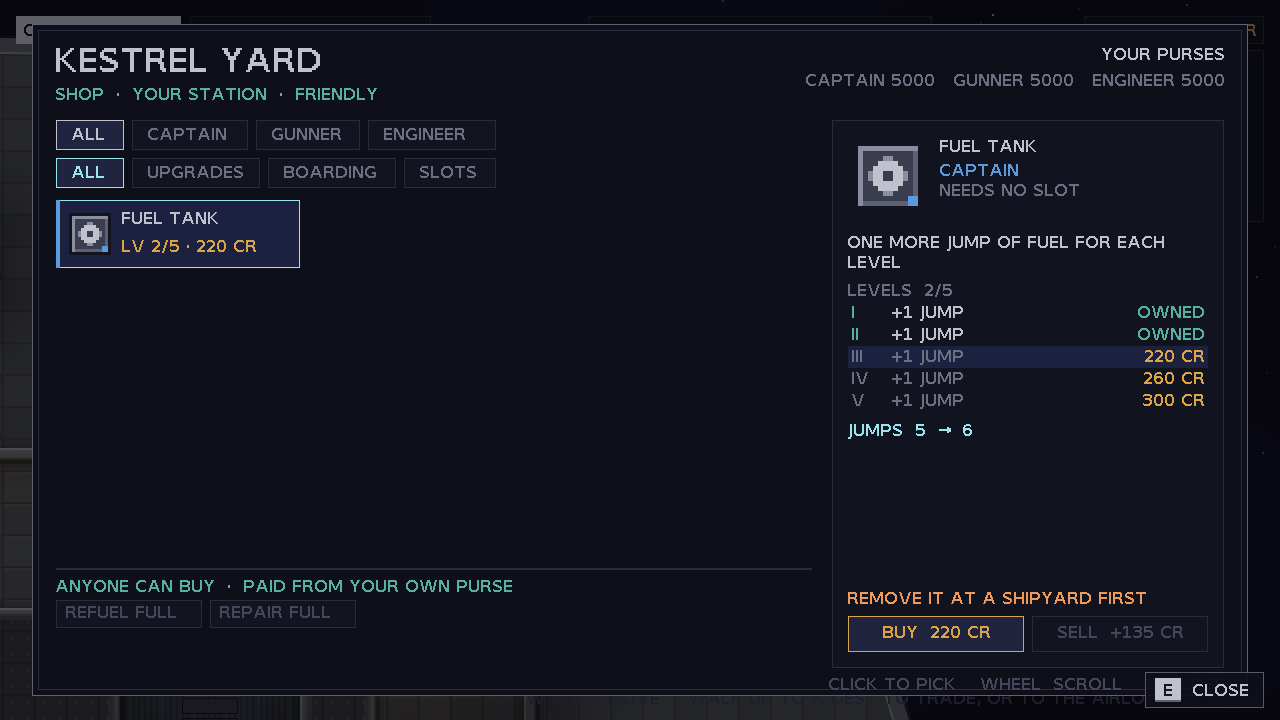 KESTREL YARD
SHOP · YOUR STATION · FRIENDLY
YOUR PURSES
CAPTAIN 5000 GUNNER 5000 ENGINEER 5000
ALL CAPTAIN GUNNER ENGINEER
ALL UPGRADES BOARDING SLOTS
FUEL TANK
LV 2/5 · 220 CR
FUEL TANK
CAPTAIN
NEEDS NO SLOT
ONE MORE JUMP OF FUEL FOR EACH
LEVEL
LEVELS 2/5
I +1 JUMP OWNED
II +1 JUMP OWNED
III +1 JUMP 220 CR
IV +1 JUMP 260 CR
V +1 JUMP 300 CR
JUMPS 5 → 6
ANYONE CAN BUY · PAID FROM YOUR OWN PURSE
REFUEL FULL REPAIR FULL
REMOVE IT AT A SHIPYARD FIRST
BUY 220 CR SELL +135 CR
CLICK TO PICK WHEEL SCROLL
E CLOSE